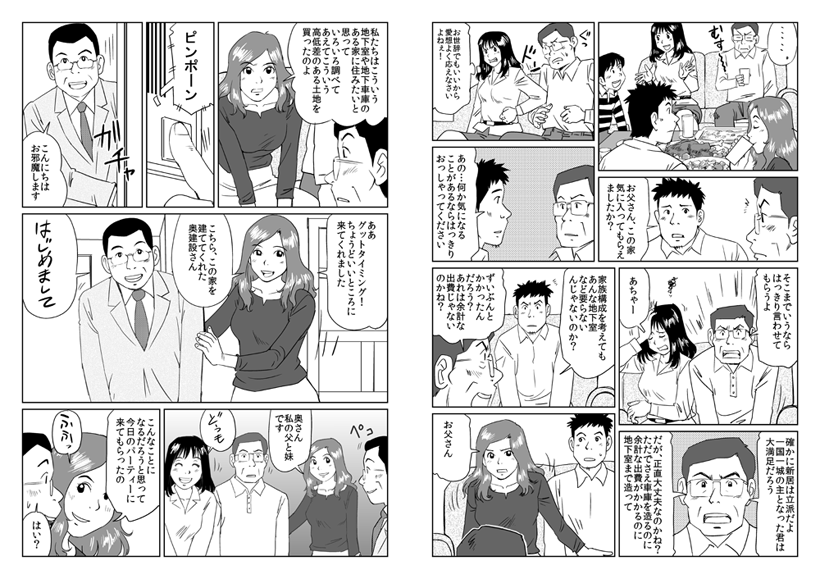 ・・・・。
むすーっ
お世辞でもいいから
愛想よく応えなさい
よねぇ！
お父さん、この家
気に入ってもらえ
ましたか？
あの…何か気になる
ことがあるならはっきり
おっしゃってください
そこまでいうなら
はっきり言わせて
もらうよ
あちゃー
家族構成を考えても
あんな地下室
など要らない
んじゃないのか？
ずいぶんと
かかったん
だろう？
あれは余計な
出費じゃない
のかね？
確かに新居は立派だよ
一国一城の主となった君は
大満足だろう
だが、正直大丈夫なのかね？
ただでさえ車庫を造るのに
余計な出費がかかるのに
地下室まで造って
お父さん
私たちはこういう
地下室や地下車庫の
ある家に住みたいと
思って
いろいろ調べて
あえてこういう
高低差のある土地を
買ったのよ
ピンポーン
ガチャ
こんにちは
お邪魔します
ああ
グットタイミング！
ちょうどいいところに
来てくれました
こちら、この家を
建ててくれた
奥建設さん
はじめまして
ペコ
奥さん
私の父と妹
です
どうも
こんなことに
なるだろうと思って
今日のパーティーに
来てもらったの
ふふっ
はい？